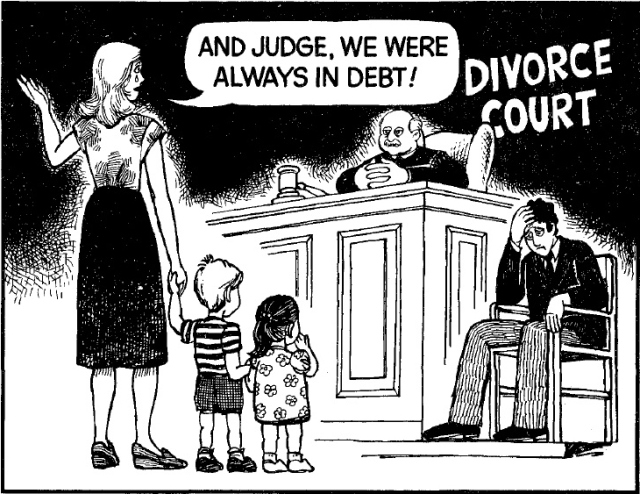 AND JUDGE, WE WERE
ALWAYS IN DEBT!
DIVORCE
COURT